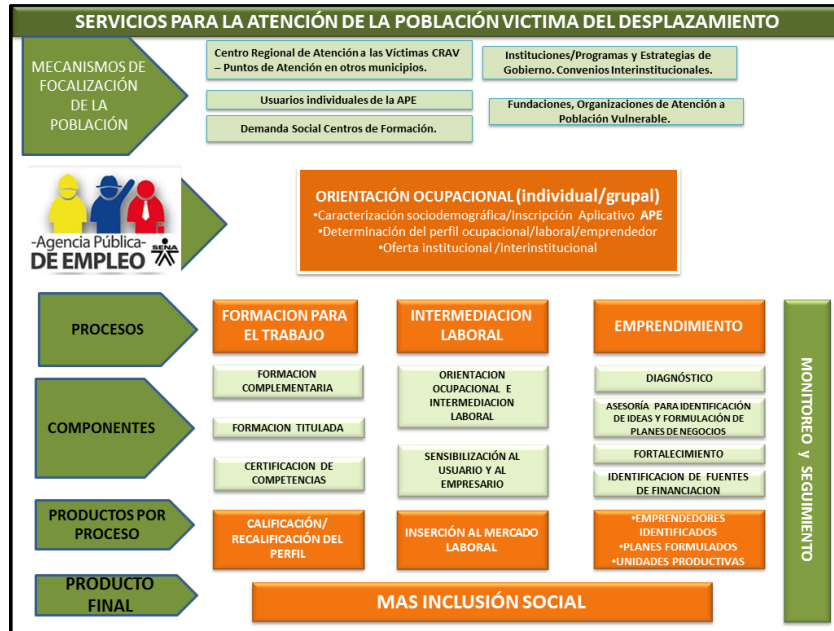 SERVICIOS PARA LA ATENCIÓN DE LA POBLACIÓN VICTIMA DEL DESPLAZAMIENTO
MECANISMOS DE
FOCALIZACIÓN
DE LA
POBLACIÓN
Centro Regional de Atención a las Víctimas CRAV
– Puntos de Atención en otros municipios.
Usuarios individuales de la APE
Demanda Social Centros de Formación.
Instituciones/Programas y Estrategias de
Gobierno. Convenios Interinstitucionales.
Fundaciones, Organizaciones de Atención a
Población Vulnerable.
-Agencia Pública-
DE EMPLEO
SENA
ORIENTACIÓN OCUPACIONAL (individual/grupal)
•Caracterización sociodemográfica/Inscripción Aplicativo APE
•Determinación del perfil ocupacional/laboral/emprendedor
•Oferta institucional /interinstitucional
PROCESOS
FORMACION PARA
EL TRABAJO
INTERMEDIACION
LABORAL
EMPRENDIMIENTO
COMPONENTES
FORMACION
COMPLEMENTARIA
FORMACION TITULADA
CERTIFICACION DE
COMPETENCIAS
ORIENTACION
OCUPACIONAL E
INTERMEDIACION
LABORAL
SENSIBILIZACIÓN AL
USUARIO Y AL
EMPRESARIO
DIAGNÓSTICO
ASESORÍA PARA IDENTIFICACIÓN
DE IDEAS Y FORMULACIÓN DE
PLANES DE NEGOCIOS
FORTALECIMIENTO
IDENTIFICACION DE FUENTES
DE FINANCIACION
PRODUCTOS POR
PROCESO
CALIFICACIÓN/
RECALIFICACIÓN DEL
PERFIL
INSERCIÓN AL MERCADO
LABORAL
•EMPRENDEDORES
IDENTIFICADOS
•PLANES FORMULADOS
•UNIDADES PRODUCTIVAS
PRODUCTO
FINAL
MAS INCLUSIÓN SOCIAL
MONITOREO y SEGUIMIENTO